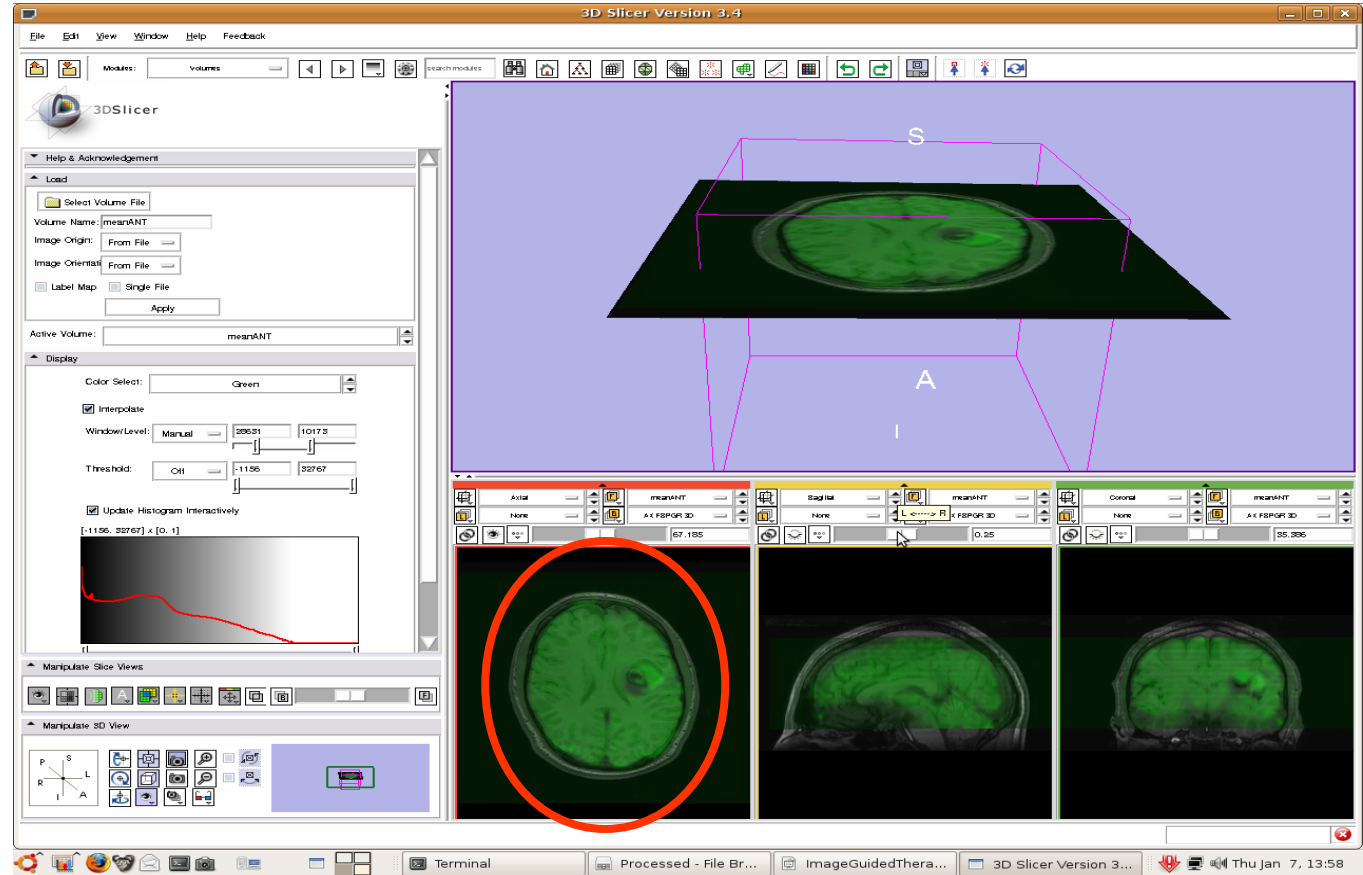 3D Slicer Version 3.4
File Edit View Window Help Feedback
Modules: Volumes search modules
3DSlicer
Help & Acknowledgement
Load
Select Volume File
Volume Name: meanANT
Image Origin: From File
Image Orientati From File
Label Map Single File
Apply
Active Volume: meanANT
Display
Color Select: Green
Interpolate
Window/Level: Manual 28631 10173
Threshold: Off -1156 32767
Update Histogram Interactively
[-1156, 32767] x [0, 1]
Manipulate Slice Views
A B F
Manipulate 3D View
P S
R L
I A
S
A
I
Axial F meanANT
L None B AX FSPGR 3D
67.185
Sagittal F meanANT
L None X FSPGR 3D
L <----> R
0.25
Coronal F meanANT
L None B AX FSPGR 3D
35.386
Terminal
Processed - File Br...
ImageGuidedThera...
3D Slicer Version 3...
Thu Jan 7, 13:58